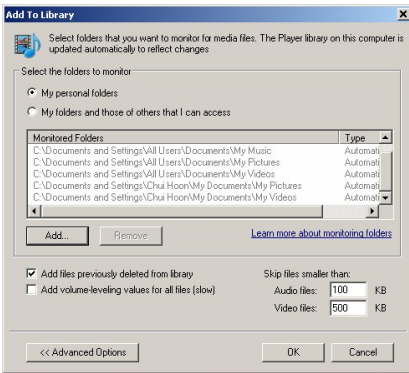 Add To Library
Select folders that you want to monitor for media files. The Player library on this computer is
updated automatically to reflect changes
Select the folders to monitor
My personal folders
My folders and those of others that I can access
Monitored Folders Type
C:\Documents and Settings\All Users\Documents\My Music Automati
C:\Documents and Settings\All Users\Documents\My Pictures Automati
C:\Documents and Settings\All Users\Documents\My Videos Automati
C:\Documents and Settings\Chui Hoon\My Documents\My Pictures Automati
C:\Documents and Settings\Chui Hoon\My Documents\My Videos Automati
Add... Remove Learn more about monitoring folders
Add files previously deleted from library Skip files smaller than:
Add volume-leveling values for all files (slow) Audio files: 100 KB
Video files: 500 KB
<< Advanced Options OK Cancel